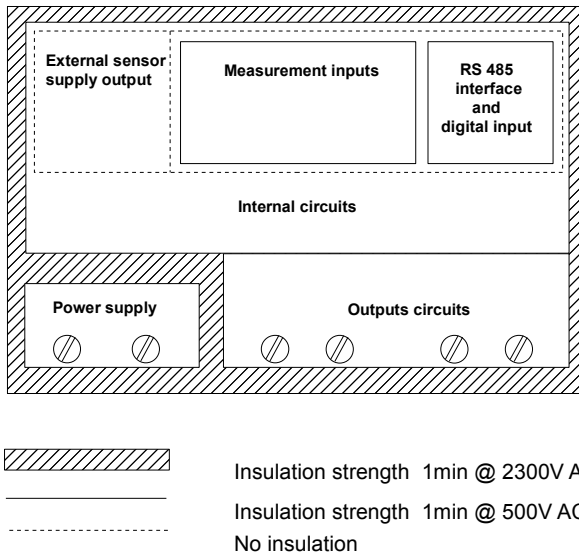 External sensor
supply output
Measurement inputs
RS 485
interface
and
digital input
Internal circuits
Power supply
Outputs circuits
Insulation strength 1min @ 2300V A
Insulation strength 1min @ 500V AC
No insulation